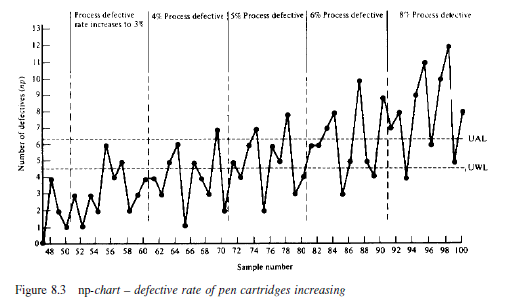 Process defective
rate increases to 3%
4% Process defective
5% Process defective
6% Process defective
8% Process defective
Number of defectives (np)
13
12
11
10
9
8
7
6
5
4
3
2
1
0
UAL
UWL
48 50 52 54 56 58 60 62 64 66 68 70 72 74 76 78 80 82 84 86 88 90 92 94 96 98 100
Sample number
Figure 8.3 np-chart – defective rate of pen cartridges increasing